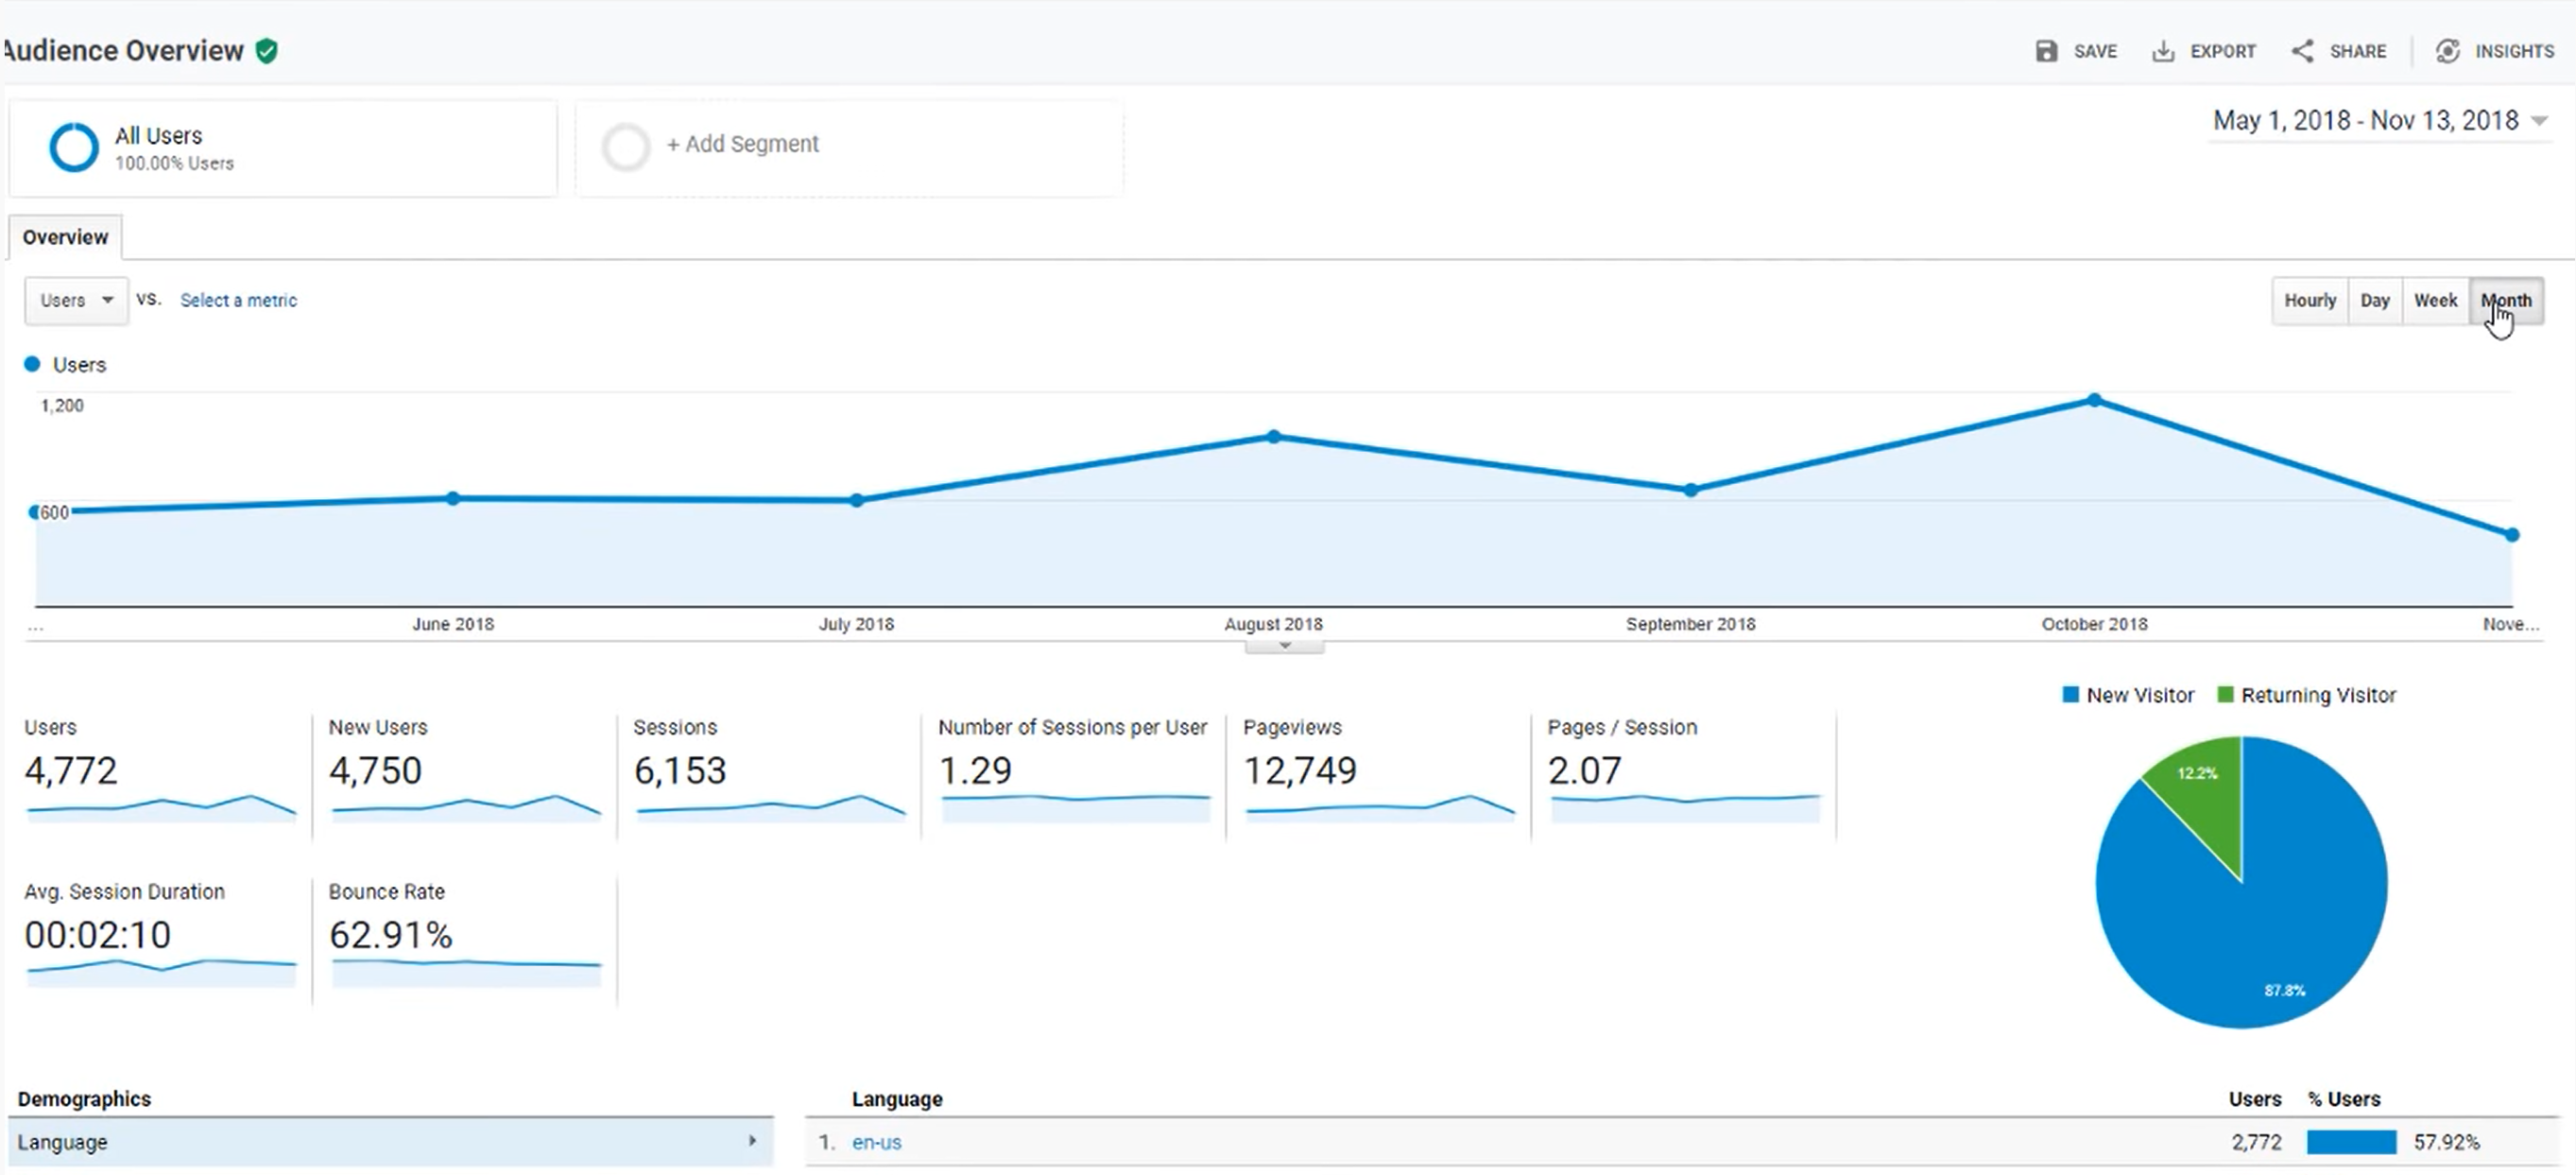 Audience Overview
SAVE EXPORT SHARE INSIGHTS
All Users
100.00% Users
+ Add Segment
May 1, 2018 - Nov 13, 2018
Overview
Users VS. Select a metric
Hourly Day Week Month
Users
1,200
600
... June 2018 July 2018 August 2018 September 2018 October 2018 Nove...
New Visitor Returning Visitor
Users
4,772
New Users
4,750
Sessions
6,153
Number of Sessions per User
1.29
Pageviews
12,749
Pages / Session
2.07
12.2%
87.8%
Avg. Session Duration
00:02:10
Bounce Rate
62.91%
Demographics
Language
Language Users % Users
1. en-us 2,772 57.92%